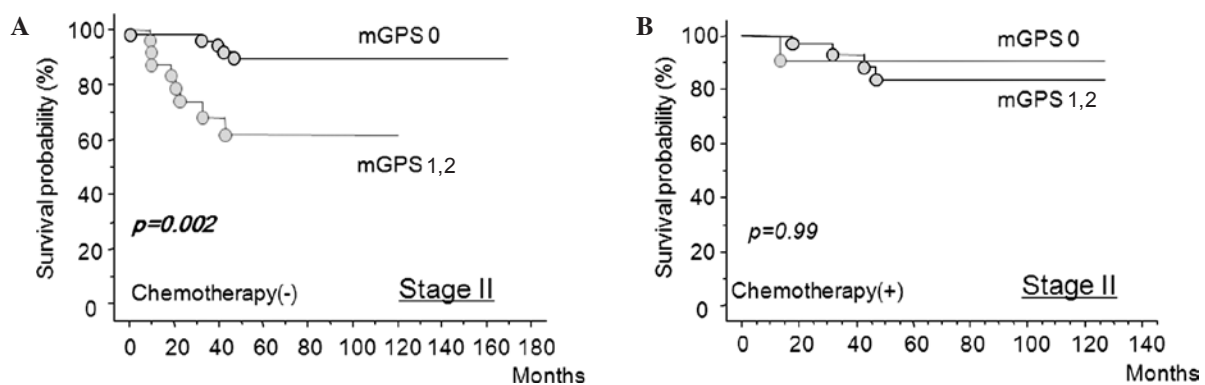 A
Survival probability (%)
100
80
60
40
20
0
mGPS 0
mGPS 1,2
p=0.002
Chemotherapy(-)
Stage II
0 20 40 60 80 100 120 140 160 180
Months
B
Survival probability (%)
100
80
60
40
20
0
mGPS 0
mGPS 1,2
p=0.99
Chemotherapy(+)
Stage II
0 20 40 60 80 100 120 140
Months